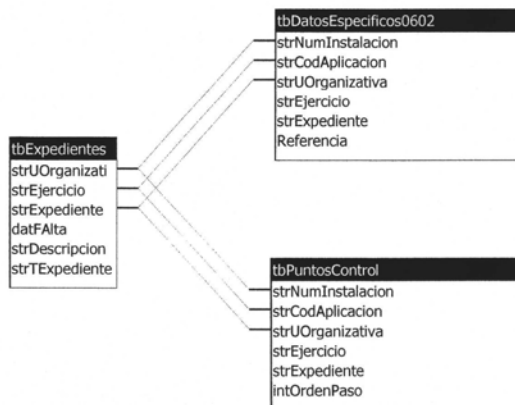 tbDatosEspecificos0602
strNumInstalacion
strCodAplicacion
strUOrganizativa
strEjercicio
strExpediente
Referencia
tbExpedientes
strUOrganizati
strEjercicio
strExpediente
datFAlta
strDescripcion
strTExpediente
tbPuntosControl
strNumInstalacion
strCodAplicacion
strUOrganizativa
strEjercicio
strExpediente
intOrdenPaso